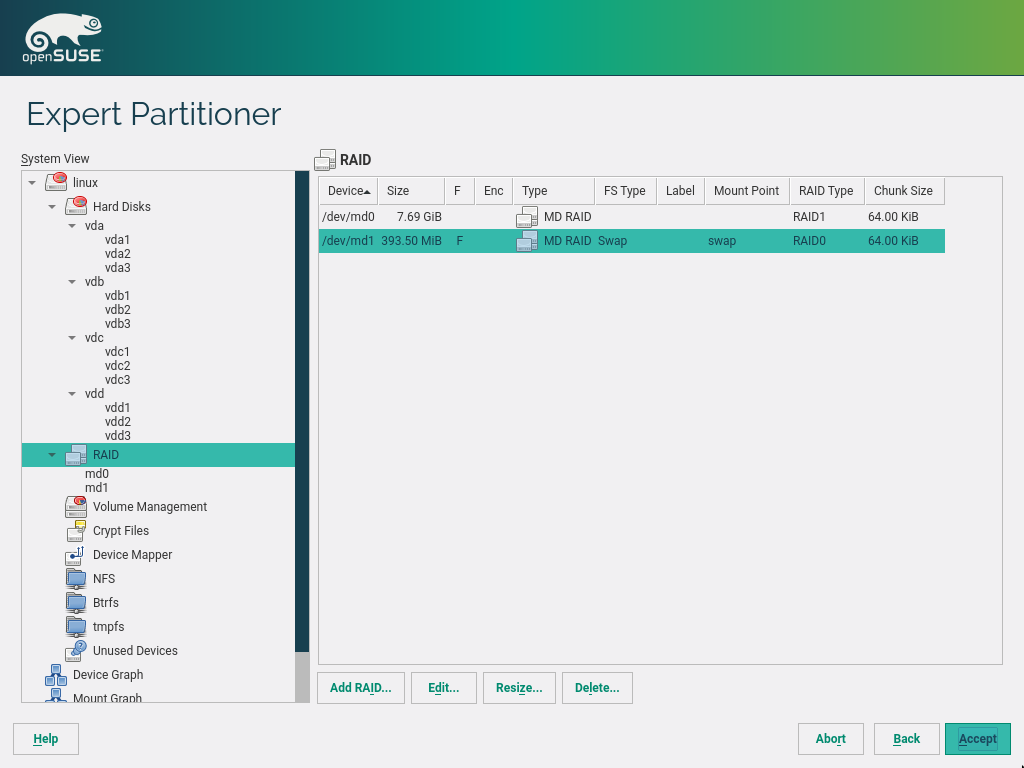 openSUSE
Expert Partitioner
System View
RAID
linux
Hard Disks
vda
vda1
vda2
vda3
vdb
vdb1
vdb2
vdb3
vdc
vdc1
vdc2
vdc3
vdd
vdd1
vdd2
vdd3
RAID
md0
md1
Volume Management
Crypt Files
Device Mapper
NFS
Btrfs
tmpfs
Unused Devices
Device Graph
Mount Graph
Device Size F Enc Type FS Type Label Mount Point RAID Type Chunk Size
/dev/md0 7.69 GiB MD RAID RAID1 64.00 KiB
/dev/md1 393.50 MiB F MD RAID Swap swap RAID0 64.00 KiB
Add RAID... Edit... Resize... Delete...
Help Abort Back Accept